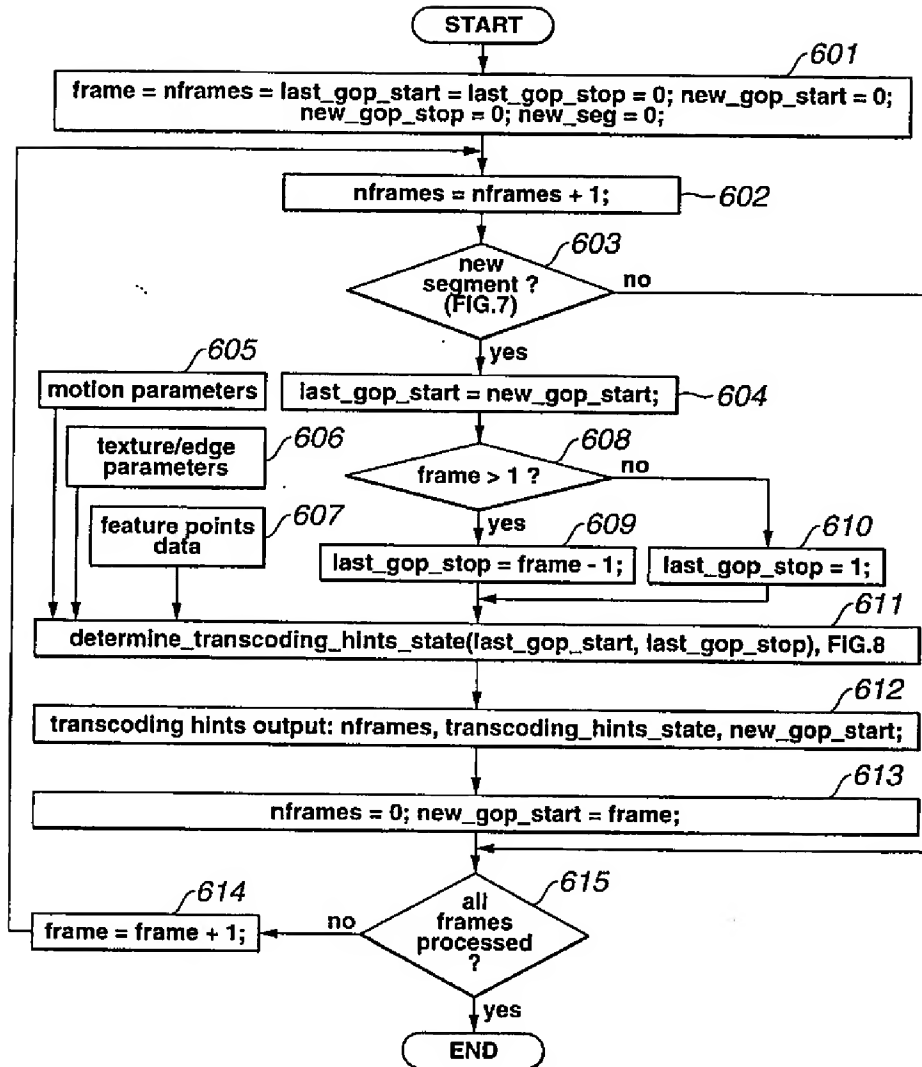 START
601
frame = nframes = last_gop_start = last_gop_stop = 0; new_gop_start = 0;
new_gop_stop = 0; new_seg = 0;
nframes = nframes + 1;
602
603
new
segment ?
(FIG.7)
no
yes
605
motion parameters
last_gop_start = new_gop_start;
604
606
texture/edge
parameters
608
frame > 1 ?
no
yes
607
feature points
data
609
last_gop_stop = frame - 1;
610
last_gop_stop = 1;
611
determine_transcoding_hints_state(last_gop_start, last_gop_stop), FIG.8
612
transcoding hints output: nframes, transcoding_hints_state, new_gop_start;
613
nframes = 0; new_gop_start = frame;
614
frame = frame + 1;
no
615
all
frames
processed
?
yes
END